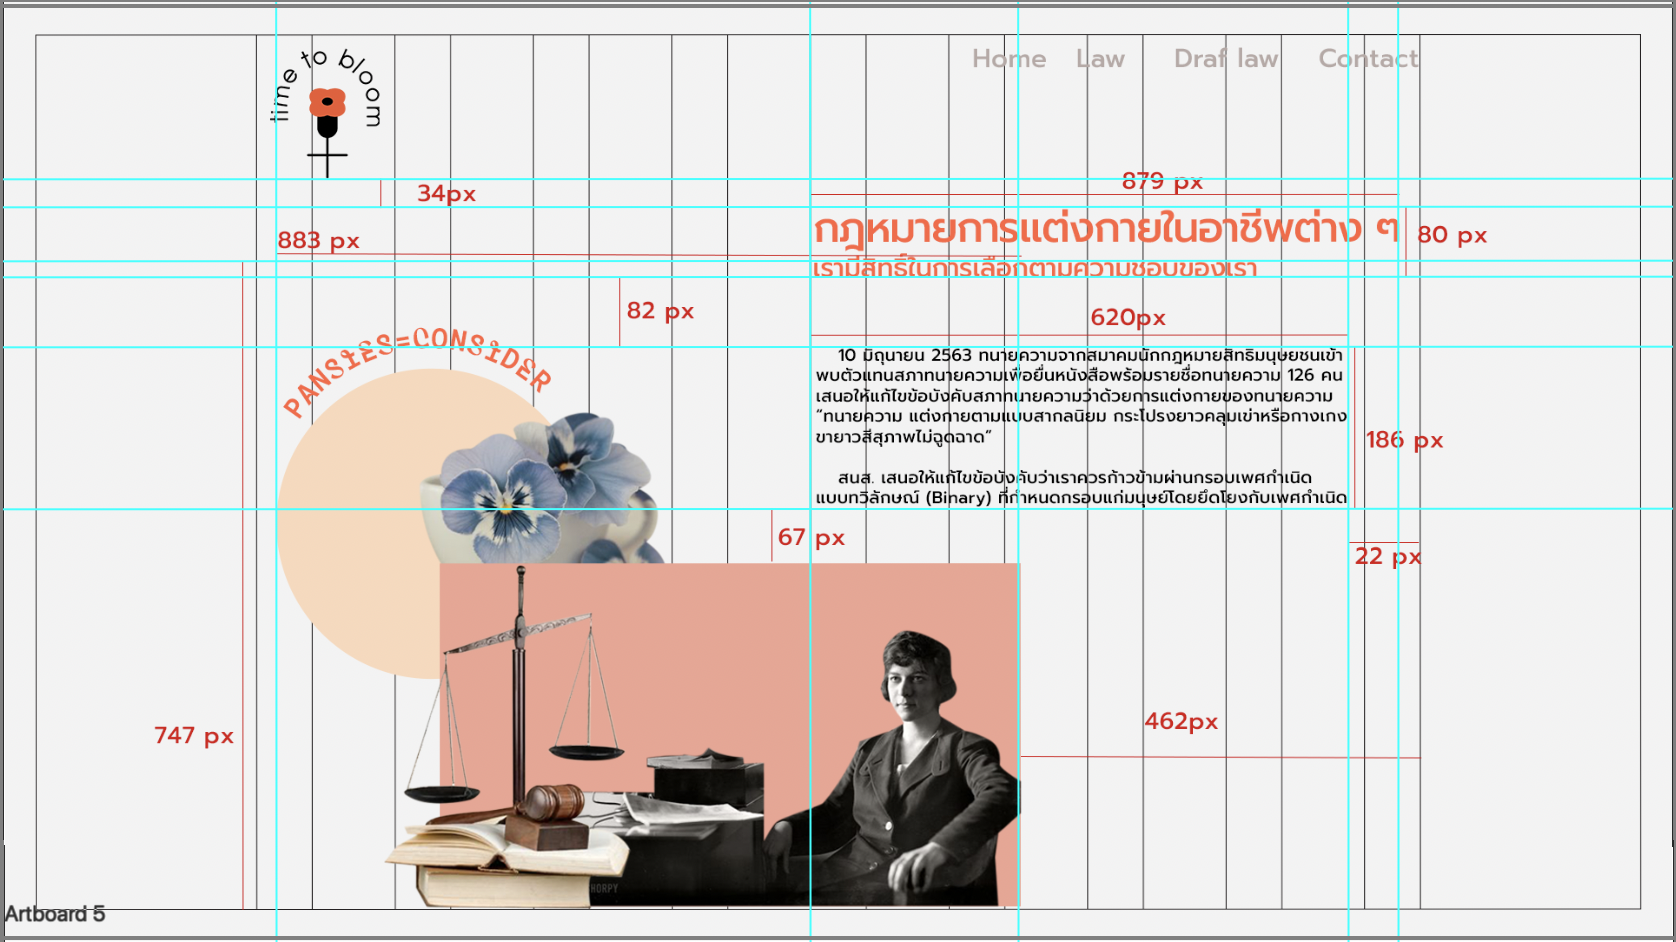 time to bloom
Home Law Draf law Contact
879 px
34px
กฎหมายการแต่งกายในอาชีพต่าง ๆ
80 px
883 px
เรามีสิทธิ์ในการเลือกตามความชอบของเรา
82 px
620px
PANSIES=CONSIDER
10 มิถุนายน 2563 ทนายความจากสมาคมนักกฎหมายสิทธิมนุษยชนเข้า
พบตัวแทนสภาทนายความเพื่อยื่นหนังสือพร้อมรายชื่อทนายความ 126 คน
เสนอให้แก้ไขข้อบังคับสภาทนายความว่าด้วยการแต่งกายของทนายความ
“ทนายความ แต่งกายตามแบบสากลนิยม กระโปรงยาวคลุมเข่าหรือกางเกง
ขายาวสีสุภาพไม่ฉูดฉาด”
186 px
สนส. เสนอให้แก้ไขข้อบังคับว่าเราควรก้าวข้ามผ่านกรอบเพศกำเนิด
แบบทวิลักษณ์ (Binary) ที่กำหนดกรอบแก่มนุษย์โดยยึดโยงกับเพศกำเนิด
67 px
22 px
462px
747 px
HORPY
Artboard 5